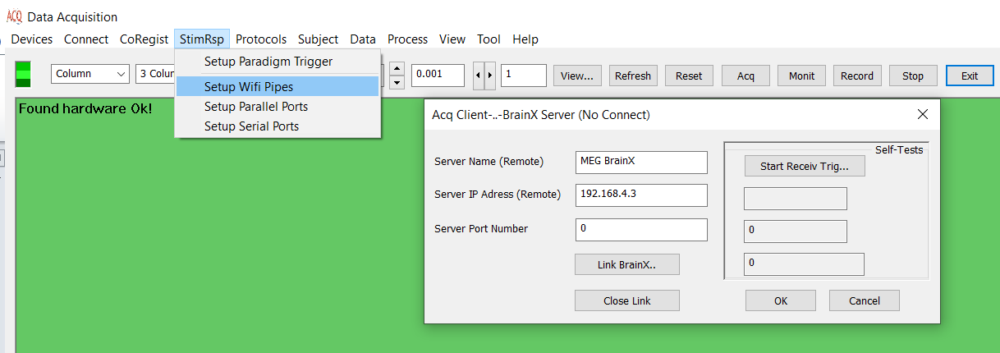 ACQ Data Acquisition
Devices Connect CoRegist StimRsp Protocols Subject Data Process View Tool Help
Column 3 0.001 1 View... Refresh Reset Acq Monit Record Stop Exit
Setup Paradigm Trigger
Setup Wifi Pipes
Setup Parallel Ports
Setup Serial Ports
Found hardware Ok!
Acq Client-..-BrainX Server (No Connect)
Server Name (Remote) MEG BrainX
Server IP Adress (Remote) 192.168.4.3
Server Port Number 0
Link BrainX..
Close Link
Self-Tests
Start Receiv Trig...
0
0
OK Cancel